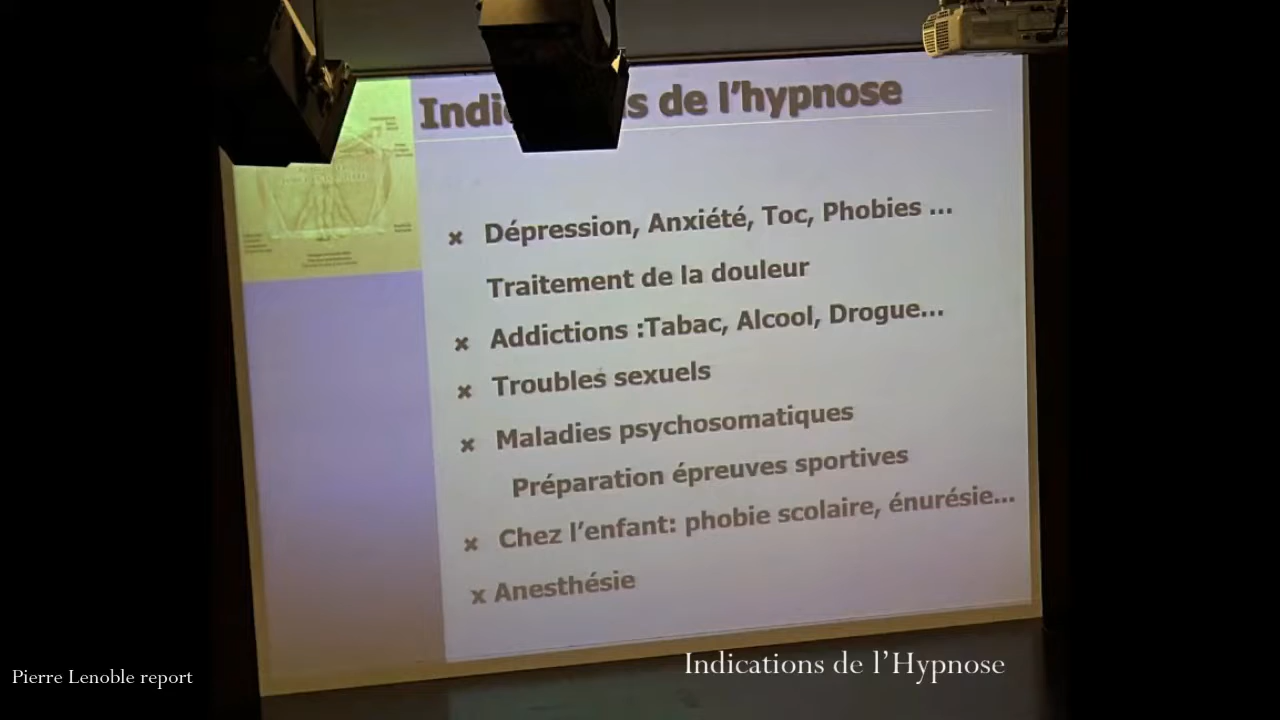 Indi s de l'hypnose
× Dépression, Anxiété, Toc, Phobies ...
Traitement de la douleur
× Addictions :Tabac, Alcool, Drogue...
× Troubles sexuels
× Maladies psychosomatiques
Préparation épreuves sportives
× Chez l'enfant: phobie scolaire, énurésie...
x Anesthésie
Indications de l'Hypnose
Pierre Lenoble report